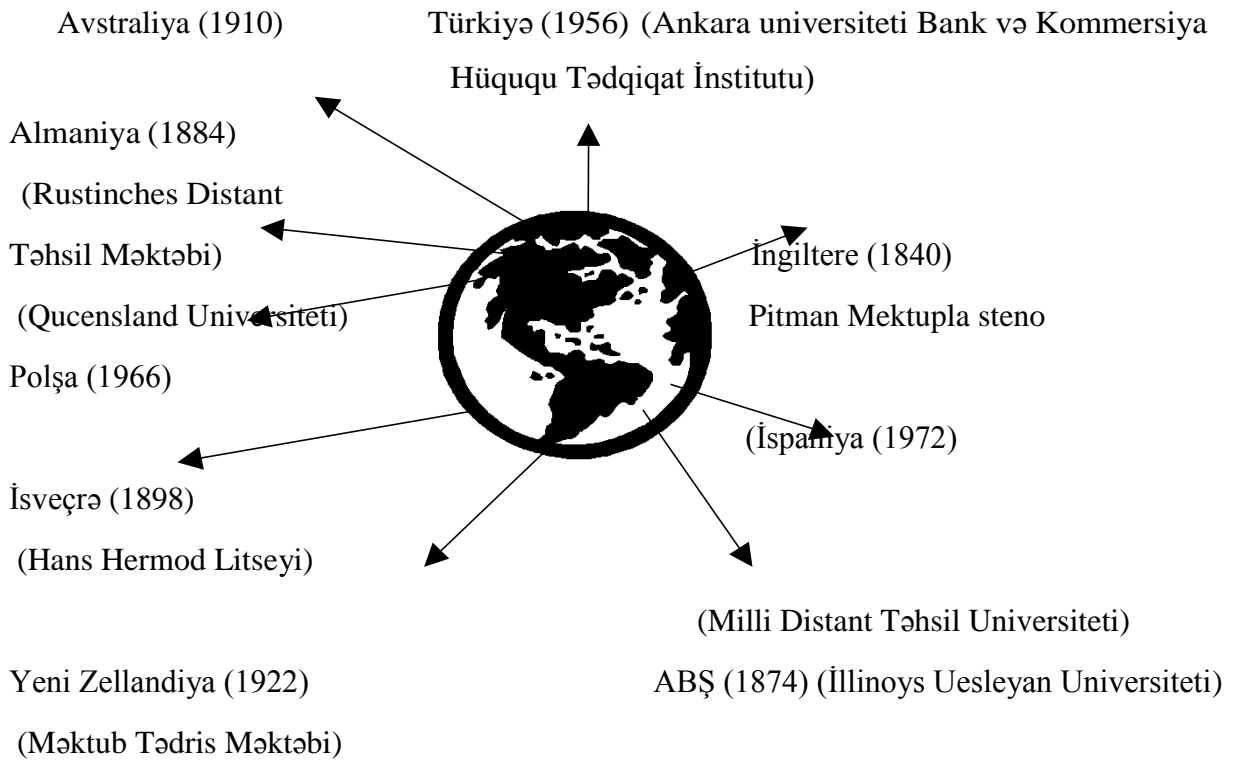 Avstraliya (1910) Türkiyə (1956) (Ankara universiteti Bank və Kommersiya
Hüququ Tədqiqat İnstitutu)
Almaniya (1884)
(Rustinches Distant
Təhsil Məktəbi) İngiltere (1840)
(Qucensland Universiteti) Pitman Mektupla steno
Polşa (1966)
(İspaniya (1972)
İsveçrə (1898)
(Hans Hermod Litseyi)
(Milli Distant Təhsil Universiteti)
Yeni Zellandiya (1922) ABŞ (1874) (İllinoys Uesleyan Universiteti)
(Məktub Tədris Məktəbi)